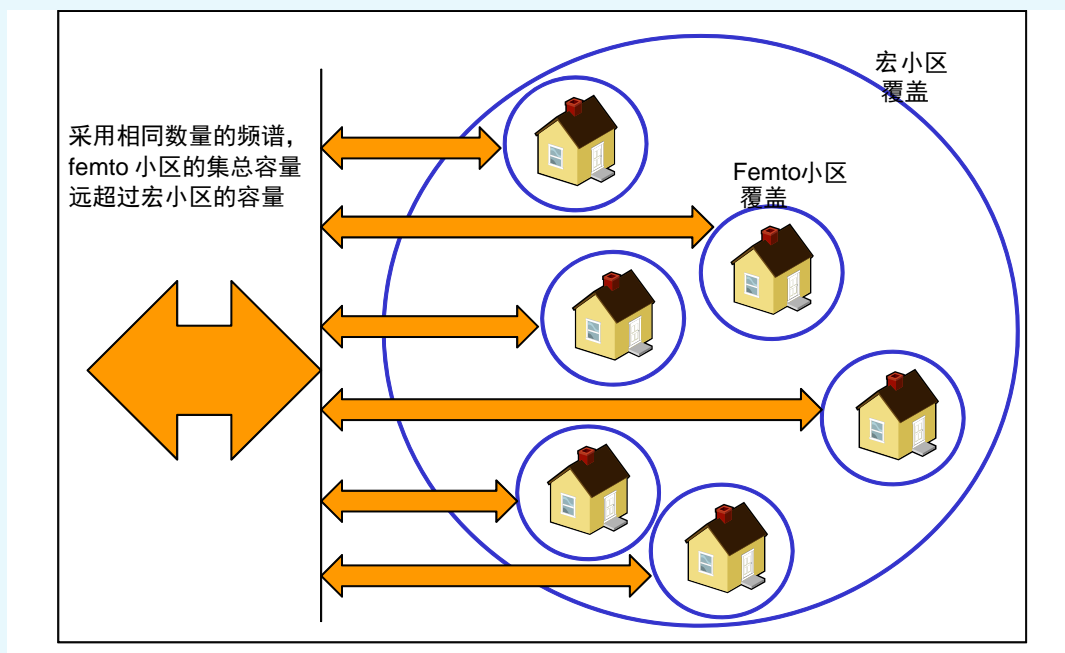 采用相同数量的频谱，
femto 小区的集总容量
远超过宏小区的容量
宏小区
覆盖
Femto小区
覆盖